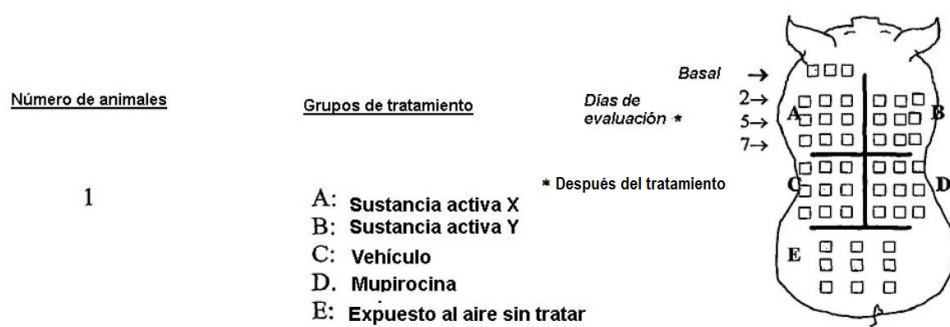 Número de animales
1
Grupos de tratamiento
A: Sustancia activa X
B: Sustancia activa Y
C: Vehículo
D. Mupirocina
E: Expuesto al aire sin tratar
Basal →
Días de
evaluación *
2→
5→
7→
* Después del tratamiento
A
B
C
D
E